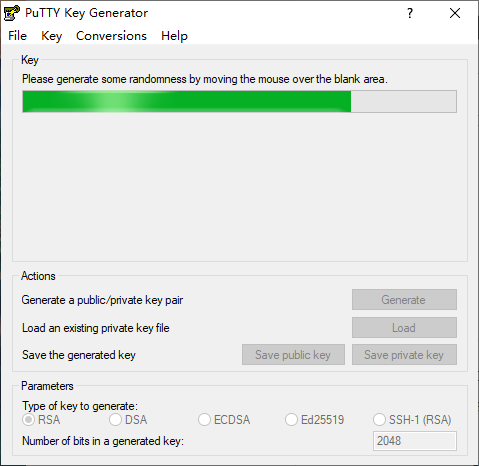 PuTTY Key Generator
?
File Key Conversions Help
Key
Please generate some randomness by moving the mouse over the blank area.
Actions
Generate a public/private key pair
Generate
Load an existing private key file
Load
Save the generated key
Save public key
Save private key
Parameters
Type of key to generate:
RSA DSA ECDSA Ed25519 SSH-1 (RSA)
Number of bits in a generated key:
2048